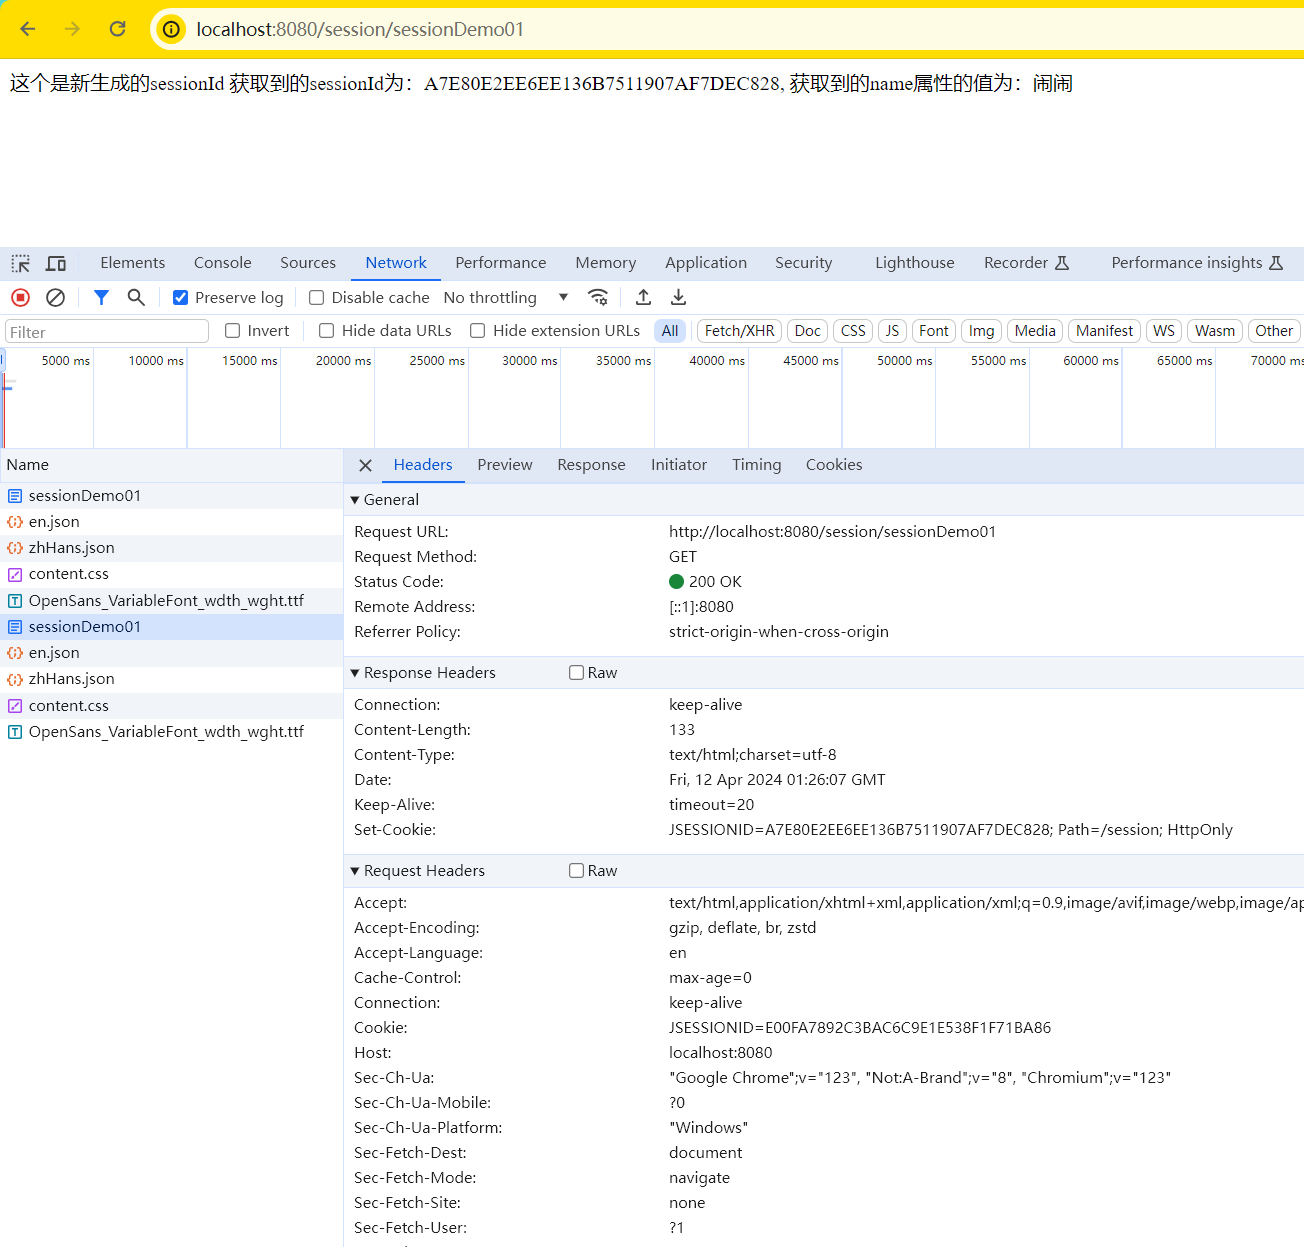 localhost:8080/session/sessionDemo01
这个是新生成的sessionId 获取到的sessionId为：A7E80E2EE6EE136B7511907AF7DEC828, 获取到的name属性的值为：闹闹
Elements Console Sources Network Performance Memory Application Security Lighthouse Recorder Performance insights
Preserve log Disable cache No throttling
Filter Invert Hide data URLs Hide extension URLs All Fetch/XHR Doc CSS JS Font Img Media Manifest WS Wasm Other
5000 ms 10000 ms 15000 ms 20000 ms 25000 ms 30000 ms 35000 ms 40000 ms 45000 ms 50000 ms 55000 ms 60000 ms 65000 ms 70000 ms
Name
sessionDemo01
en.json
zhHans.json
content.css
OpenSans_VariableFont_wdth_wght.ttf
sessionDemo01
en.json
zhHans.json
content.css
OpenSans_VariableFont_wdth_wght.ttf
Headers Preview Response Initiator Timing Cookies
General
Request URL: http://localhost:8080/session/sessionDemo01
Request Method: GET
Status Code: 200 OK
Remote Address: [::1]:8080
Referrer Policy: strict-origin-when-cross-origin
Response Headers Raw
Connection: keep-alive
Content-Length: 133
Content-Type: text/html;charset=utf-8
Date: Fri, 12 Apr 2024 01:26:07 GMT
Keep-Alive: timeout=20
Set-Cookie: JSESSIONID=A7E80E2EE6EE136B7511907AF7DEC828; Path=/session; HttpOnly
Request Headers Raw
Accept: text/html,application/xhtml+xml,application/xml;q=0.9,image/avif,image/webp,image/ap
Accept-Encoding: gzip, deflate, br, zstd
Accept-Language: en
Cache-Control: max-age=0
Connection: keep-alive
Cookie: JSESSIONID=E00FA7892C3BAC6C9E1E538F1F71BA86
Host: localhost:8080
Sec-Ch-Ua: "Google Chrome";v="123", "Not:A-Brand";v="8", "Chromium";v="123"
Sec-Ch-Ua-Mobile: ?0
Sec-Ch-Ua-Platform: "Windows"
Sec-Fetch-Dest: document
Sec-Fetch-Mode: navigate
Sec-Fetch-Site: none
Sec-Fetch-User: ?1